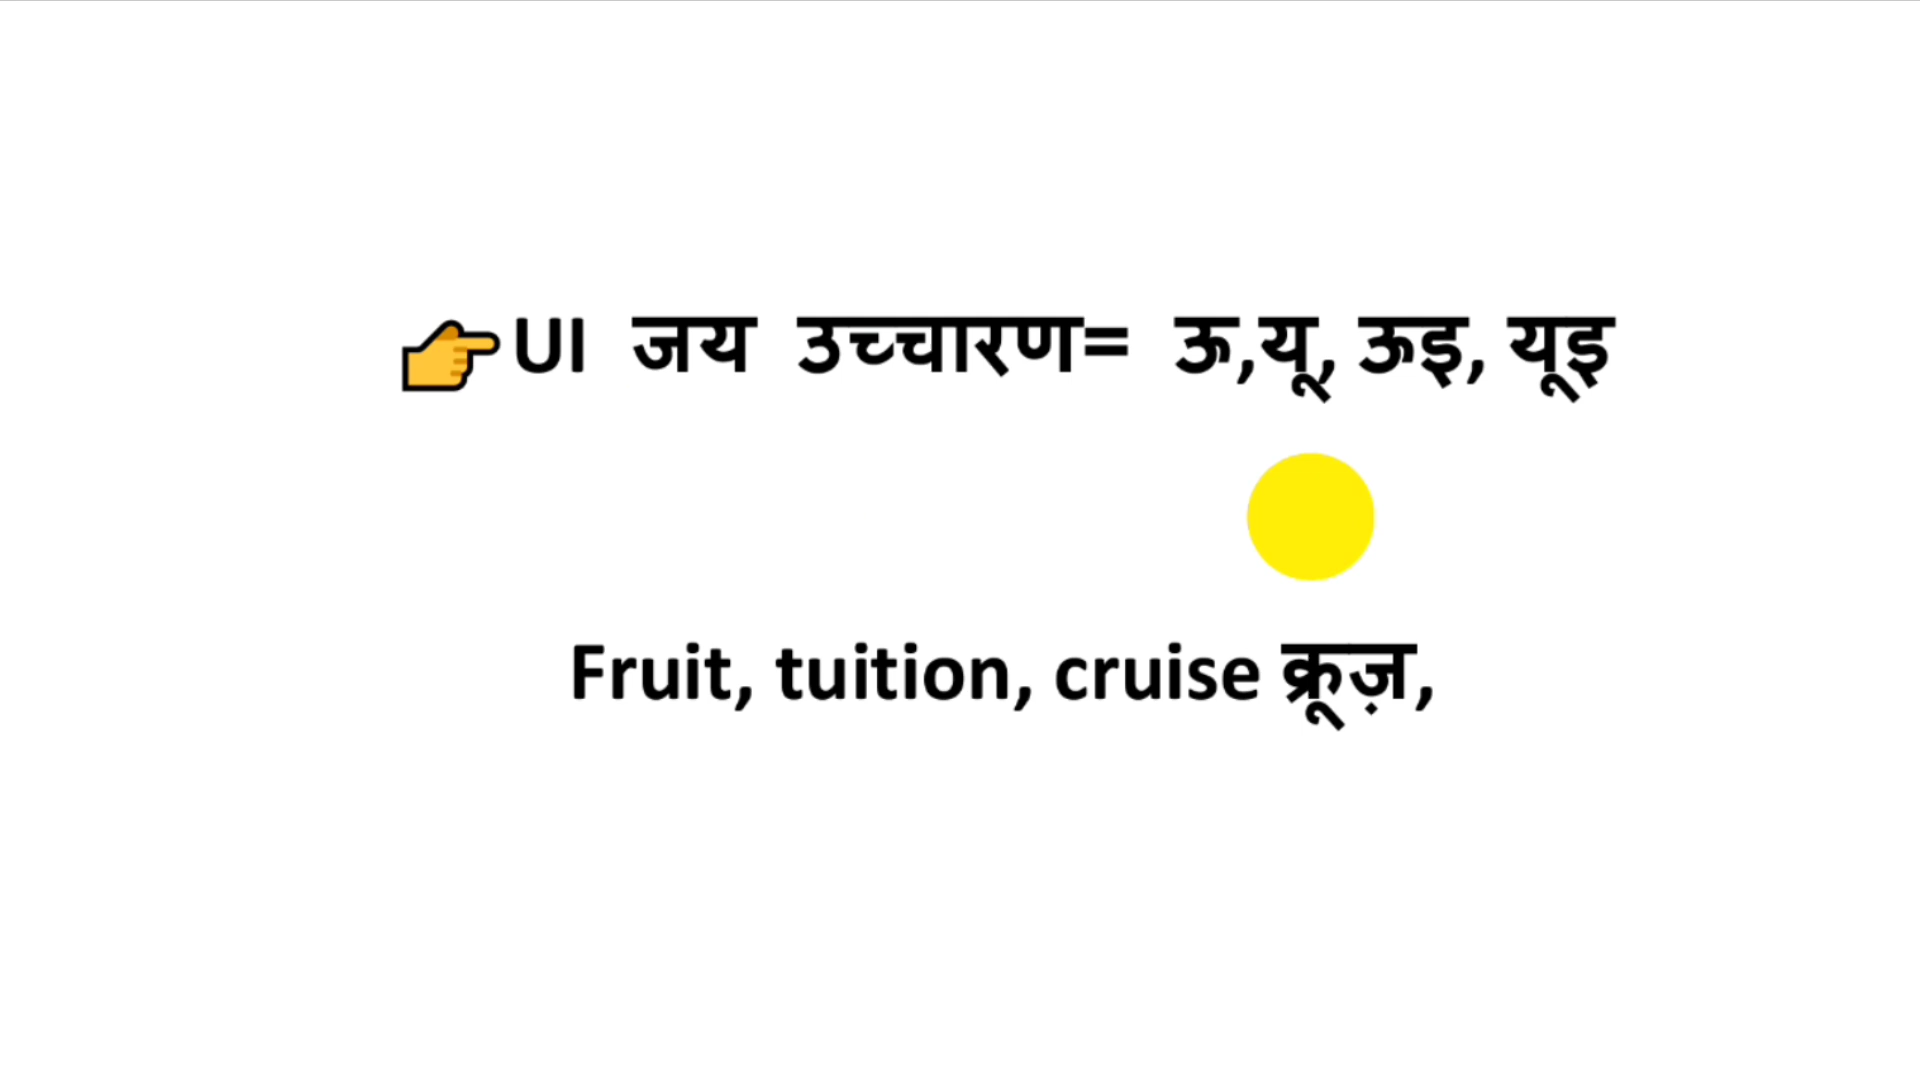 👉UI जय उच्चारण= ऊ,यू, ऊइ, यूइ
Fruit, tuition, cruise क्रूज़,